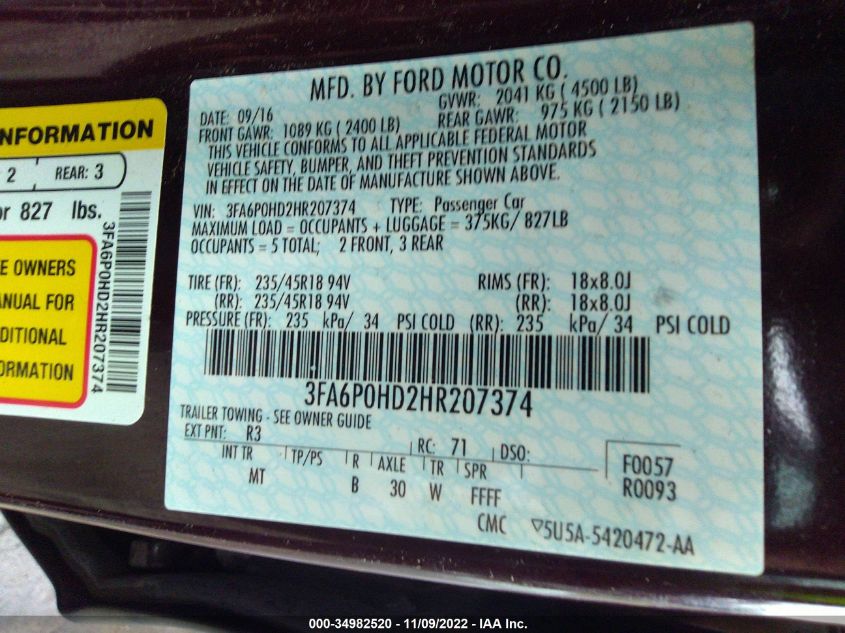 NFORMATION
2 REAR: 3
or 827 lbs.
E OWNERS
ANUAL FOR
DITIONAL
ORMATION
3FA6P0HD2HR207374
MFD. BY FORD MOTOR CO.
DATE: 09/16 GVWR: 2041 KG ( 4500 LB)
FRONT GAWR: 1089 KG ( 2400 LB) REAR GAWR: 975 KG ( 2150 LB)
THIS VEHICLE CONFORMS TO ALL APPLICABLE FEDERAL MOTOR
VEHICLE SAFETY, BUMPER, AND THEFT PREVENTION STANDARDS
IN EFFECT ON THE DATE OF MANUFACTURE SHOWN ABOVE.
VIN: 3FA6P0HD2HR207374 TYPE: Passenger Car
MAXIMUM LOAD = OCCUPANTS + LUGGAGE = 375KG/ 827LB
OCCUPANTS = 5 TOTAL; 2 FRONT, 3 REAR
TIRE (FR): 235/45R18 94V RIMS (FR): 18x8.0J
(RR): 235/45R18 94V (RR): 18x8.0J
PRESSURE (FR): 235 kPa/ 34 PSI COLD (RR): 235 kPa/ 34 PSI COLD
3FA6P0HD2HR207374
TRAILER TOWING - SEE OWNER GUIDE
EXT PNT: R3 RC: 71 DSO:
INT TR TP/PS R AXLE TR SPR F0057
MT B 30 W FFFF R0093
CMC ▽5U5A-5420472-AA
000-34982520 - 11/09/2022 - IAA Inc.